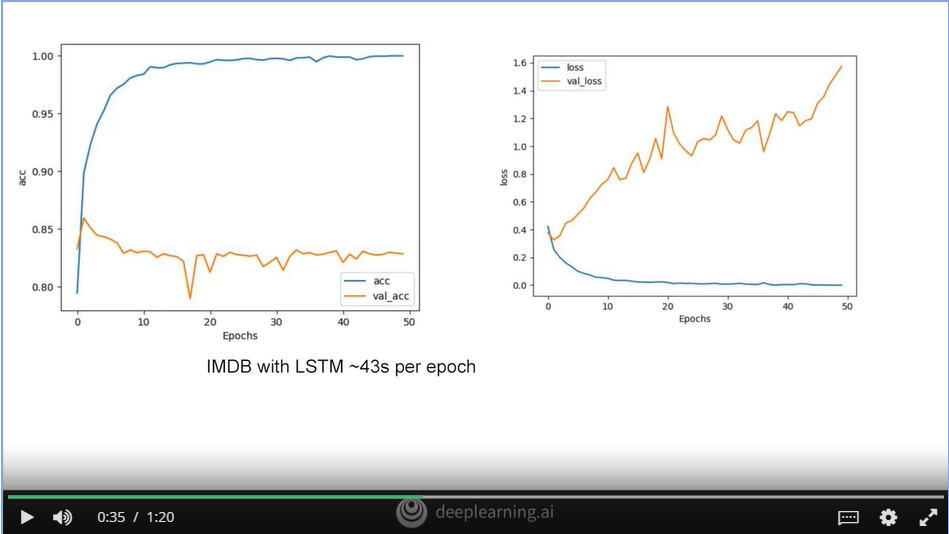 1.00
0.95
0.90
0.85
0.80
acc
acc
val_acc
0 10 20 30 40 50
Epochs
1.6
1.4
1.2
1.0
0.8
0.6
0.4
0.2
0.0
loss
loss
val_loss
0 10 20 30 40 50
Epochs
IMDB with LSTM ~43s per epoch
0:35 / 1:20
deeplearning.ai